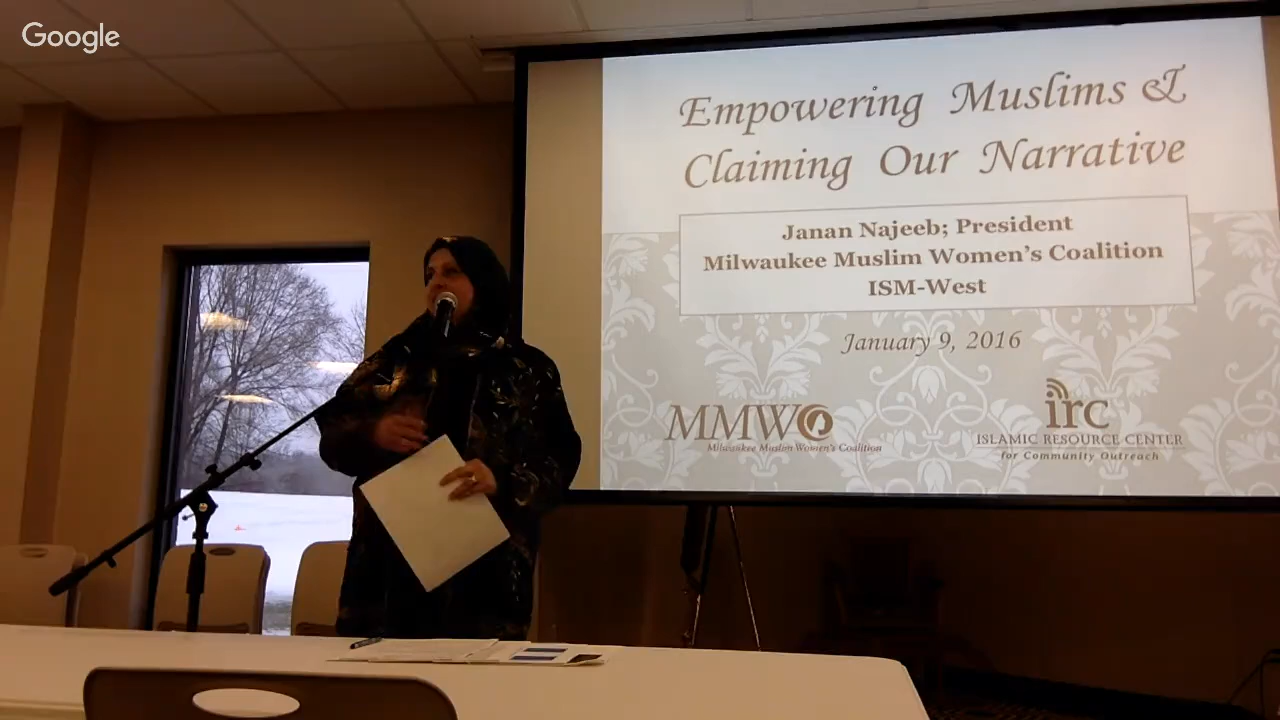 Google
Empowering Muslims &
Claiming Our Narrative
Janan Najeeb; President
Milwaukee Muslim Women's Coalition
ISM-West
January 9, 2016
MMWC
Milwaukee Muslim Women's Coalition
irc
ISLAMIC RESOURCE CENTER
for Community Outreach